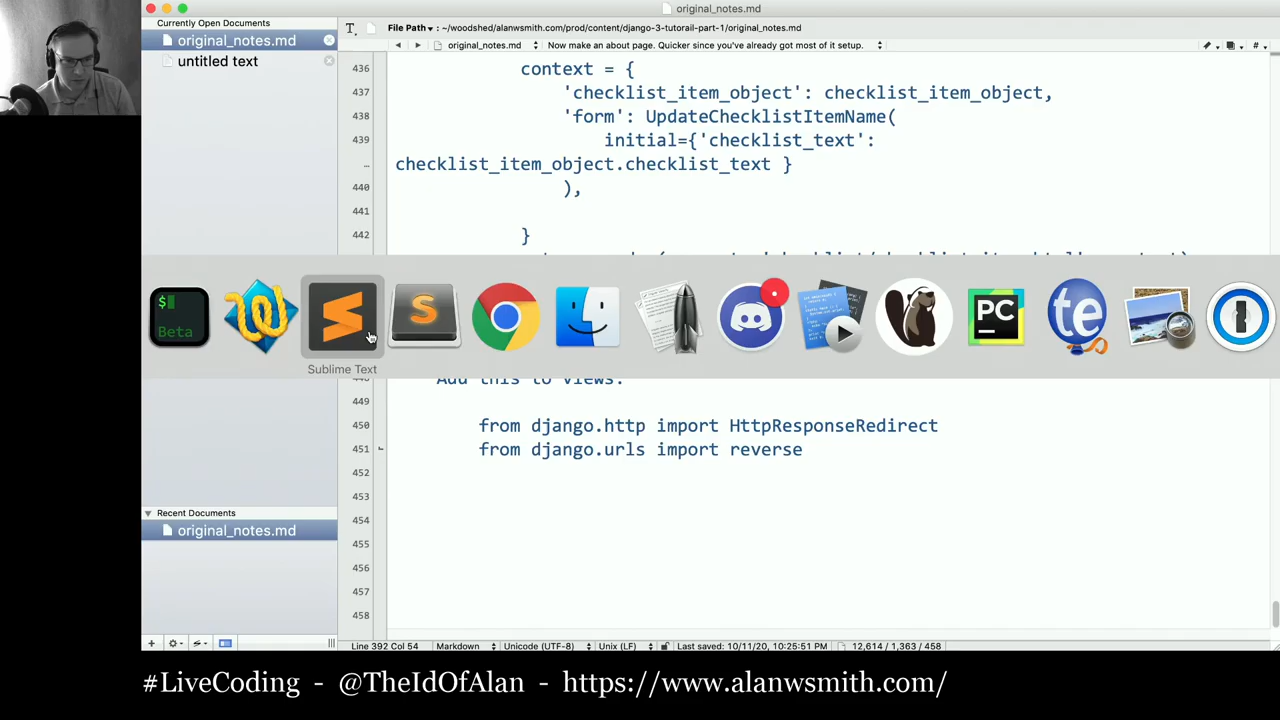 original_notes.md
Currently Open Documents
original_notes.md
untitled text
File Path ▾ : ~/woodshed/alanwsmith.com/prod/content/django-3-tutorail-part-1/original_notes.md
original_notes.md Now make an about page. Quicker since you've already got most of it setup.
436 context = {
437 'checklist_item_object': checklist_item_object,
438 'form': UpdateChecklistItemName(
439 initial={'checklist_text':
checklist_item_object.checklist_text }
440 ),
441
442 }
$
Beta
S
PC
te
Sublime Text
Add this to views:
449
450 from django.http import HttpResponseRedirect
451 from django.urls import reverse
452
453
454
455
456
457
458
Recent Documents
original_notes.md
Line 392 Col 54 Markdown Unicode (UTF-8) Unix (LF) Last saved: 10/11/20, 10:25:51 PM 12,614 / 1,363 / 458
#LiveCoding - @TheIdOfAlan - https://www.alanwsmith.com/